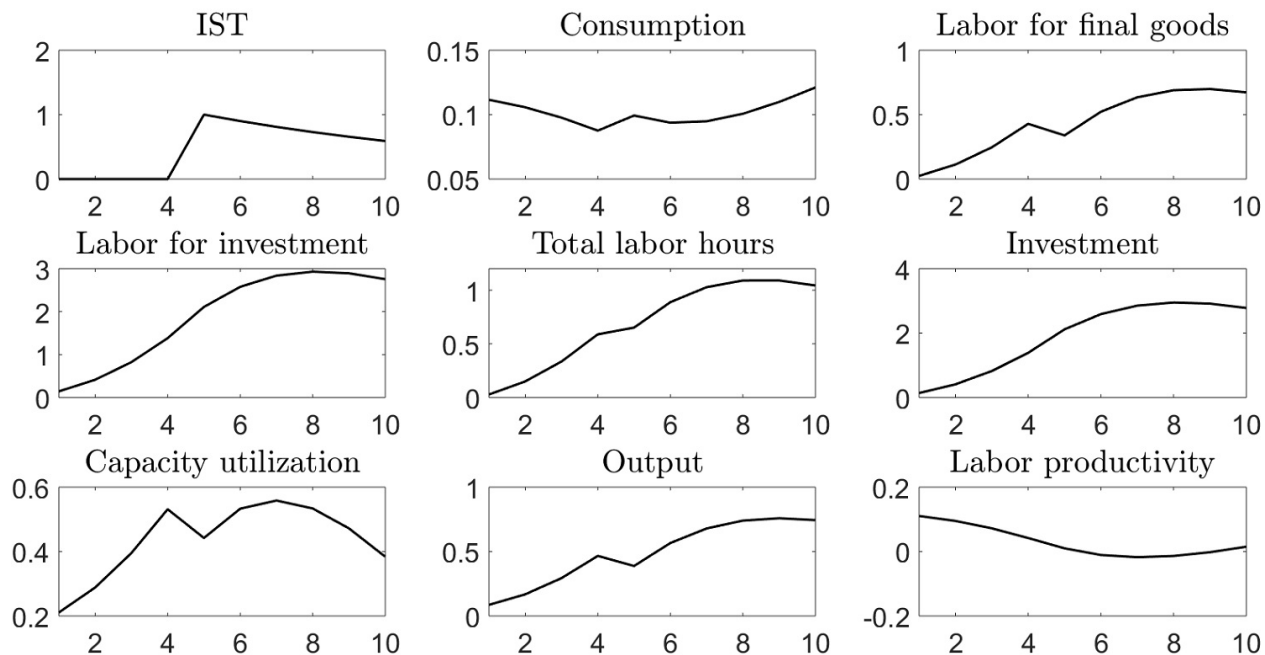 IST
2
1
0
2 4 6 8 10
Consumption
0.15
0.1
0.05
2 4 6 8 10
Labor for final goods
1
0.5
0
2 4 6 8 10
Labor for investment
3
2
1
0
2 4 6 8 10
Total labor hours
1
0.5
0
2 4 6 8 10
Investment
4
2
0
2 4 6 8 10
Capacity utilization
0.6
0.4
0.2
2 4 6 8 10
Output
1
0.5
0
2 4 6 8 10
Labor productivity
0.2
0
-0.2
2 4 6 8 10